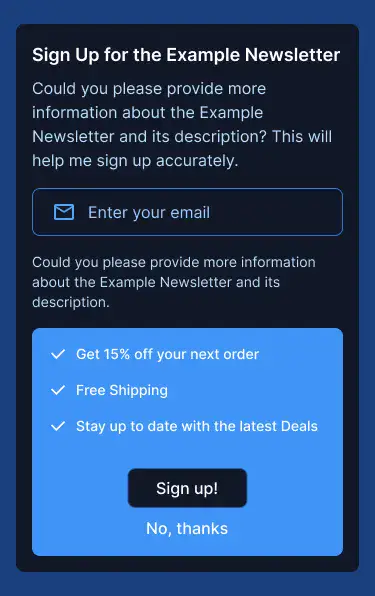 Sign Up for the Example Newsletter
Could you please provide more
information about the Example
Newsletter and its description? This will
help me sign up accurately.
Enter your email
Could you please provide more information
about the Example Newsletter and its
description.
Get 15% off your next order
Free Shipping
Stay up to date with the latest Deals
Sign up!
No, thanks